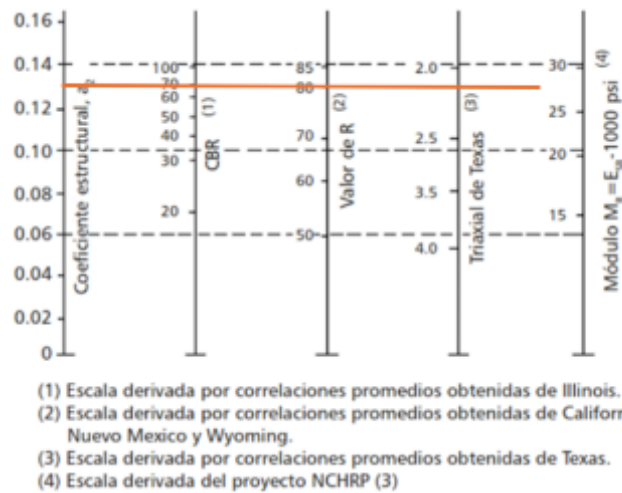 0.16
0.14
0.12
0.10
0.06
0.04
0.02
0
Coeficiente estructural, a2
100
70
60
50
40
30
20
(1)
CBR
85
80
70
60
50
(2)
Valor de R
2.0
2.5
3.5
4.0
(3)
Triaxial de Texas
30
25
20
15
(4)
Módulo
-1000 psi
(1) Escala derivada por correlaciones promedios obtenidas de Illinois.
(2) Escala derivada por correlaciones promedios obtenidas de Califor
Nuevo Mexico y Wyoming.
(3) Escala derivada por correlaciones promedios obtenidas de Texas.
(4) Escala derivada del proyecto NCHRP (3)